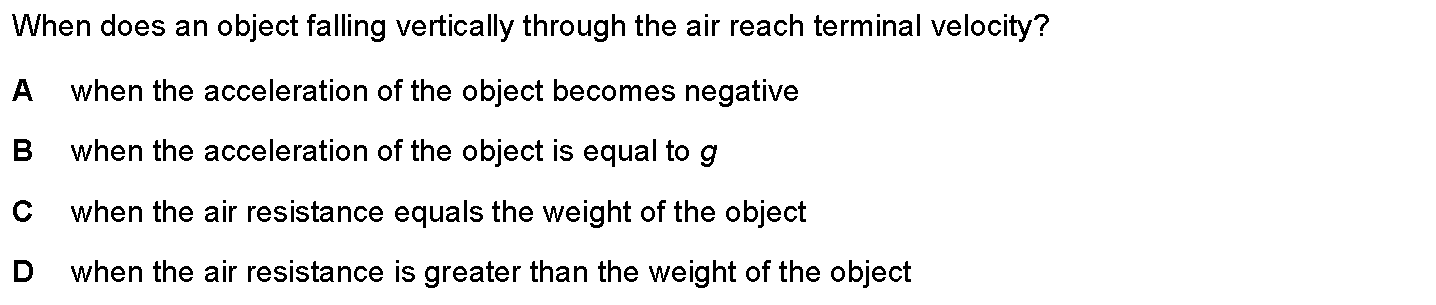 When does an object falling vertically through the air reach terminal velocity?
A when the acceleration of the object becomes negative
B when the acceleration of the object is equal to g
C when the air resistance equals the weight of the object
D when the air resistance is greater than the weight of the object